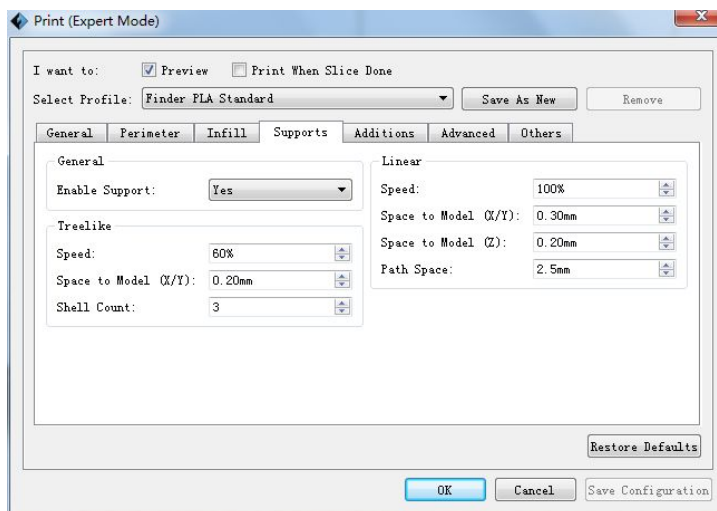 Print (Expert Mode)
I want to: Preview Print When Slice Done
Select Profile: Finder PLA Standard Save As New Remove
General Perimeter Infill Supports Additions Advanced Others
General
Enable Support: Yes
Treelike
Speed: 60%
Space to Model (X/Y): 0.20mm
Shell Count: 3
Linear
Speed: 100%
Space to Model (X/Y): 0.30mm
Space to Model (Z): 0.20mm
Path Space: 2.5mm
Restore Defaults
OK Cancel Save Configuration